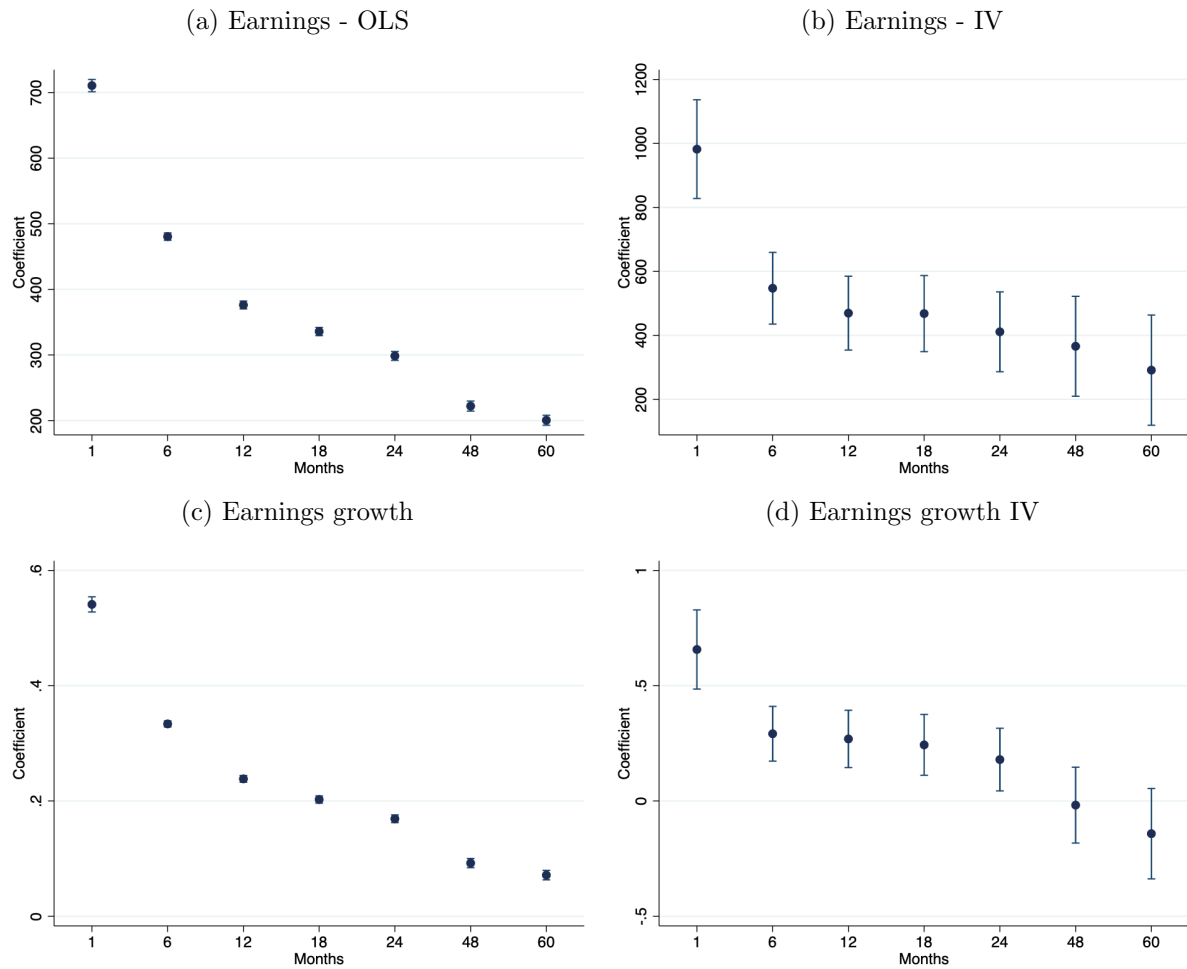 (a) Earnings - OLS
Coefficient
200 300 400 500 600 700
1 6 12 18 24 48 60
Months
(b) Earnings - IV
Coefficient
200 400 600 800 1000 1200
1 6 12 18 24 48 60
Months
(c) Earnings growth
Coefficient
0 .2 .4 .6
1 6 12 18 24 48 60
Months
(d) Earnings growth IV
Coefficient
-.5 0 .5 1
1 6 12 18 24 48 60
Months